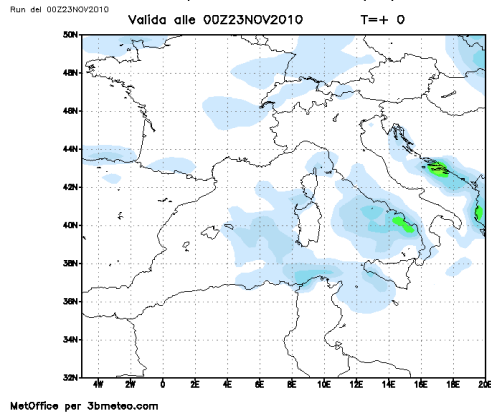 Run del 00Z23NOV2010
Valida alle 00Z23NOV2010 T=+ 0
50N
48N
46N
44N
42N
40N
38N
36N
34N
32N
4W 2W 0 2E 4E 6E 8E 10E 12E 14E 16E 18E 20E
MetOffice per 3bmeteo.com